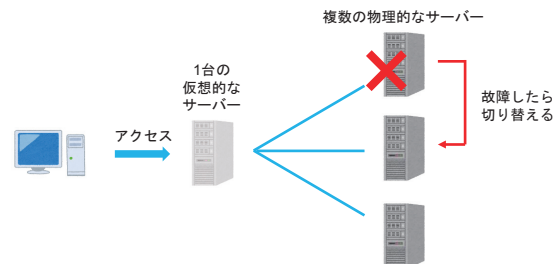 複数の物理的なサーバー
1台の
仮想的な
サーバー
アクセス
故障したら
切り替える